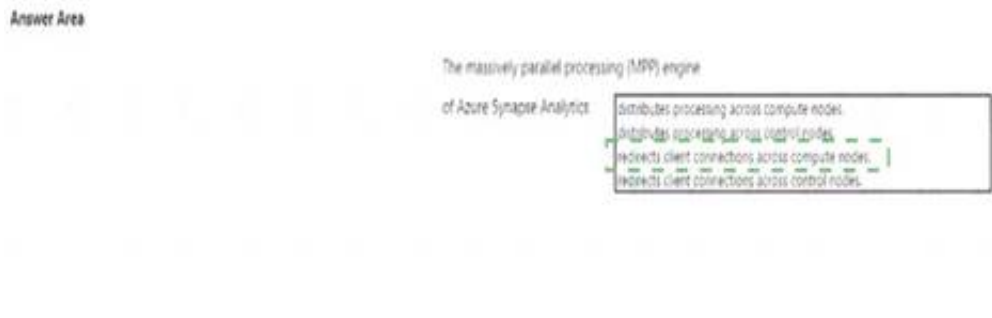 Answer Area
The massively parallel processing (MPP) engine
of Azure Synapse Analytics
distributes processing across compute nodes.
distributes processing across control nodes.
redirects client connections across compute nodes.
redirects client connections across control nodes.